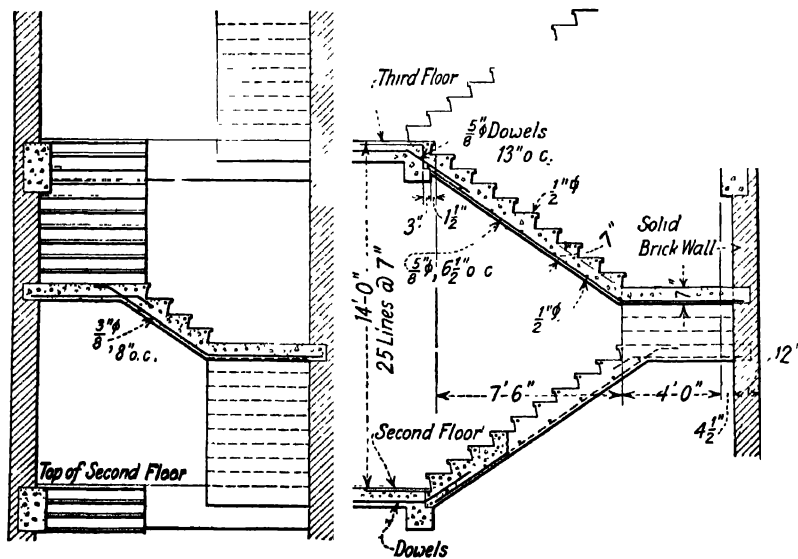 Third Floor
5/8"ϕ Dowels
13" o c.
1/2"ϕ
3"
1 1/2"
7"
Solid
Brick Wall
5/8"ϕ, 6 1/2" o c
14'-0"
25 Lines @ 7"
1/2"ϕ
7"
3/8"ϕ, 8" o.c.
7'-6"
4'-0"
12"
4 1/2"
Second Floor
Top of Second Floor
Dowels